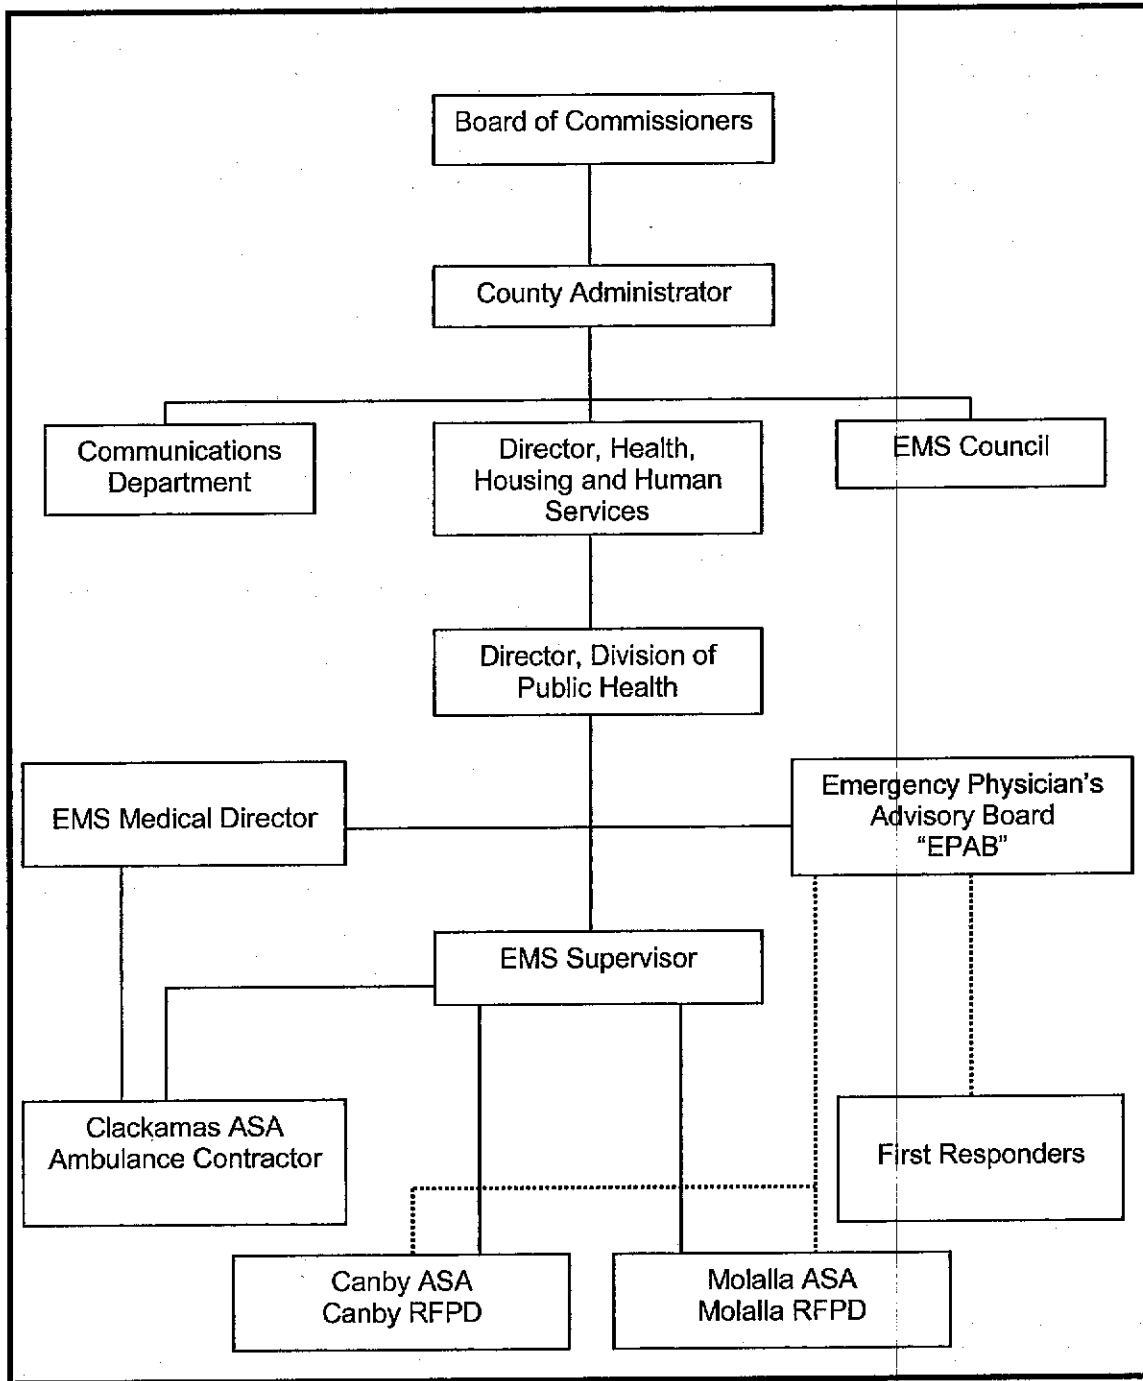 Board of Commissioners
County Administrator
Communications
Department
Director, Health,
Housing and Human
Services
EMS Council
Director, Division of
Public Health
EMS Medical Director
Emergency Physician's
Advisory Board
"EPAB"
EMS Supervisor
Clackamas ASA
Ambulance Contractor
First Responders
Canby ASA
Canby RFPD
Molalla ASA
Molalla RFPD